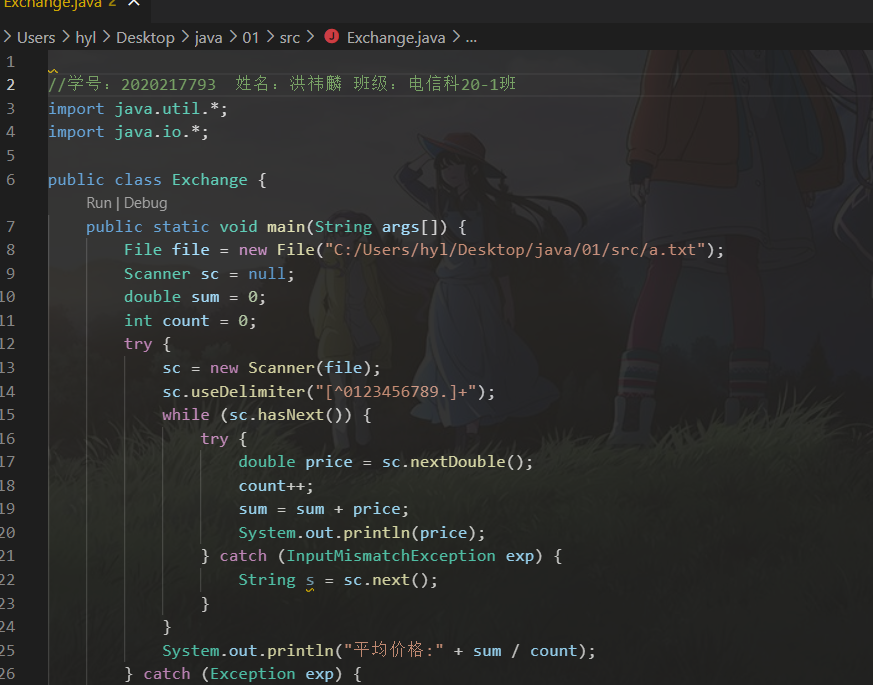 Exchange.java 2 ×
> Users > hyl > Desktop > java > 01 > src > J Exchange.java > ...
1
2 //学号：2020217793  姓名：洪祎麟 班级：电信科20-1班
3 import java.util.*;
4 import java.io.*;
5
6 public class Exchange {
Run | Debug
7 public static void main(String args[]) {
8 File file = new File("C:/Users/hyl/Desktop/java/01/src/a.txt");
9 Scanner sc = null;
10 double sum = 0;
11 int count = 0;
12 try {
13 sc = new Scanner(file);
14 sc.useDelimiter("[^0123456789.]+");
15 while (sc.hasNext()) {
16 try {
17 double price = sc.nextDouble();
18 count++;
19 sum = sum + price;
20 System.out.println(price);
21 } catch (InputMismatchException exp) {
22 String s = sc.next();
23 }
24 }
25 System.out.println("平均价格:" + sum / count);
26 } catch (Exception exp) {